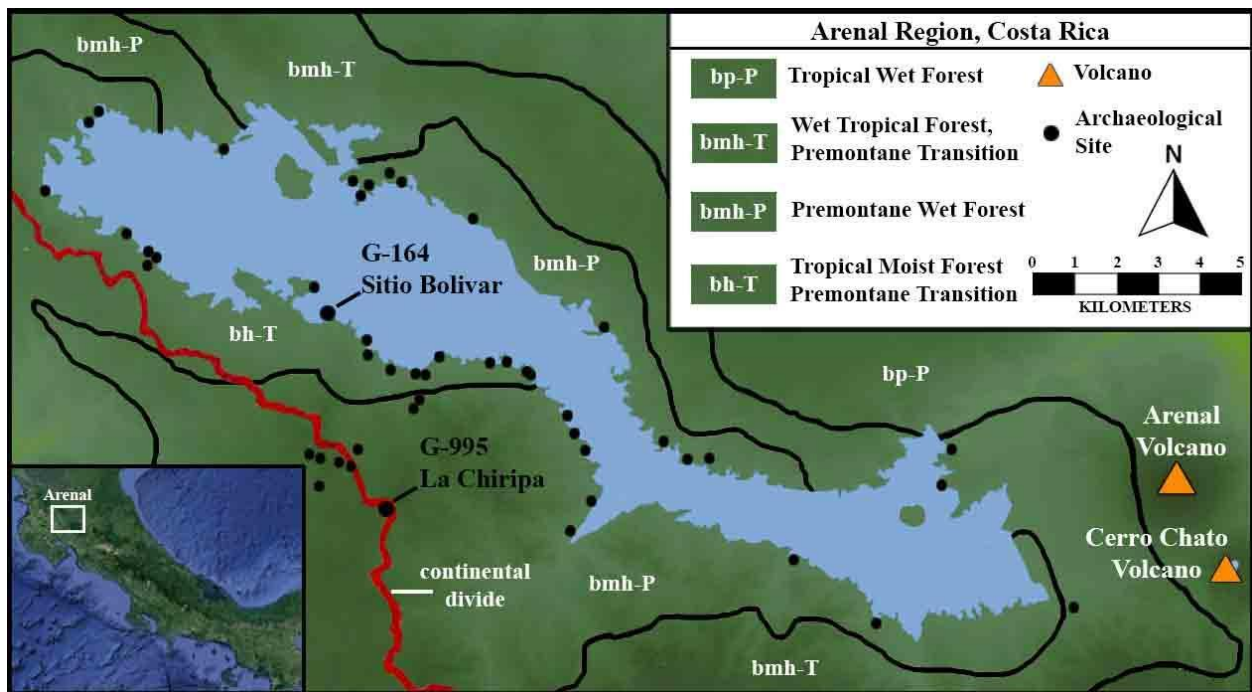 Arenal Region, Costa Rica
bp-P Tropical Wet Forest
bmh-T Wet Tropical Forest,
Premontane Transition
bmh-P Premontane Wet Forest
bh-T Tropical Moist Forest
Premontane Transition
Volcano
Archaeological
Site
N
0 1 2 3 4 5
KILOMETERS
bmh-P
bmh-T
G-164
Sitio Bolivar
bmh-P
bh-T
bp-P
Arenal
Volcano
G-995
La Chiripa
Cerro Chato
Volcano
continental
divide
bmh-P
bmh-T
Arenal